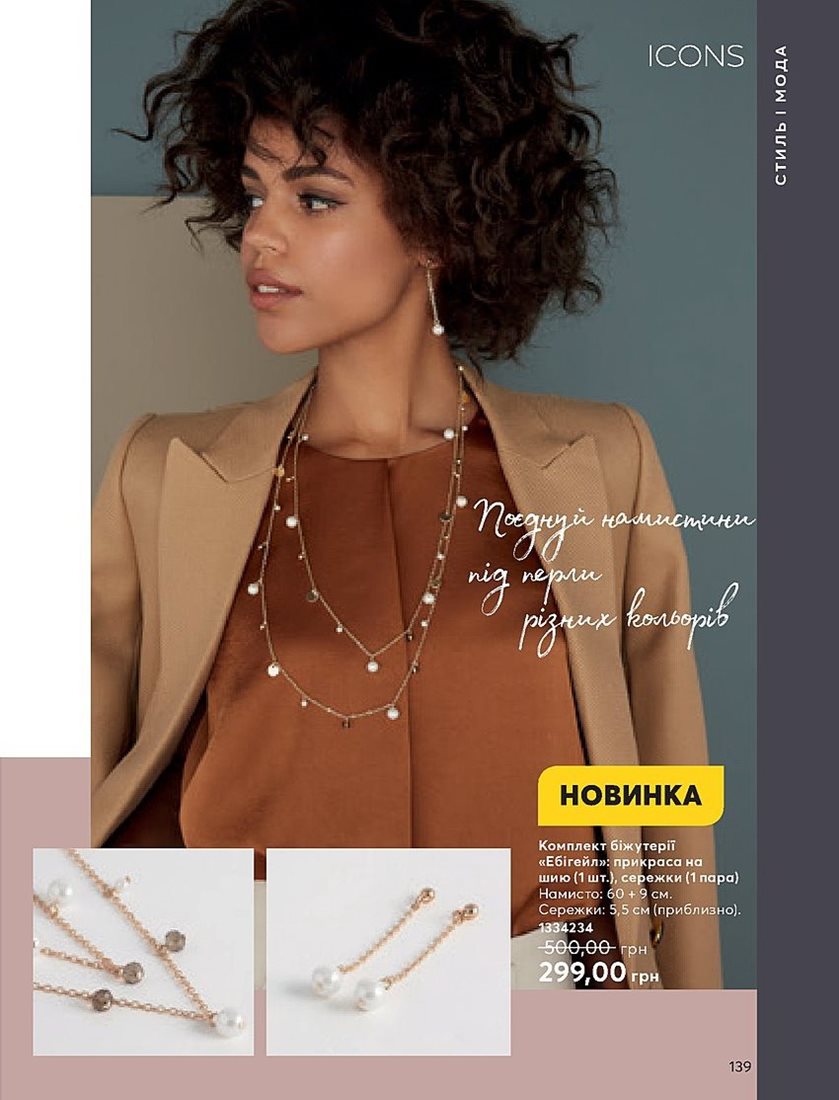 ICONS
СТИЛЬ І МОДА
Поєднуй намистини
під перли
різних кольорів
НОВИНКА
Комплект біжутерії
«Ебігейл»: прикраса на
шию (1 шт.), сережки (1 пара)
Намисто: 60 + 9 см.
Сережки: 5,5 см (приблизно).
1334234
500,00 грн
299,00 грн
139